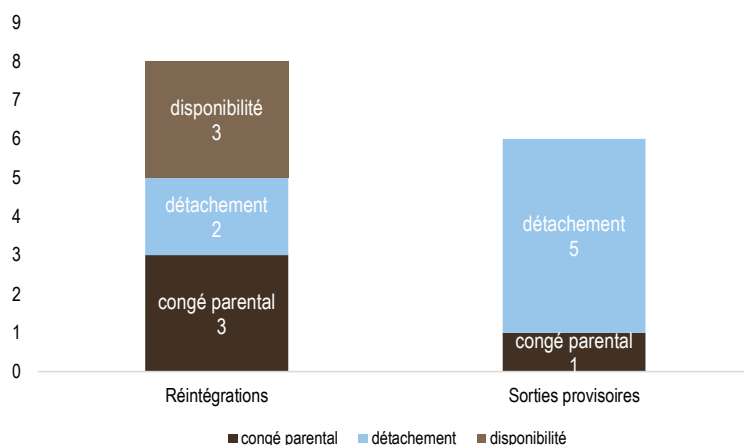 9
8
7
6
5
4
3
2
1
0
disponibilité
3
détachement
2
congé parental
3
détachement
5
congé parental
1
Réintégrations
Sorties provisoires
congé parental détachement disponibilité